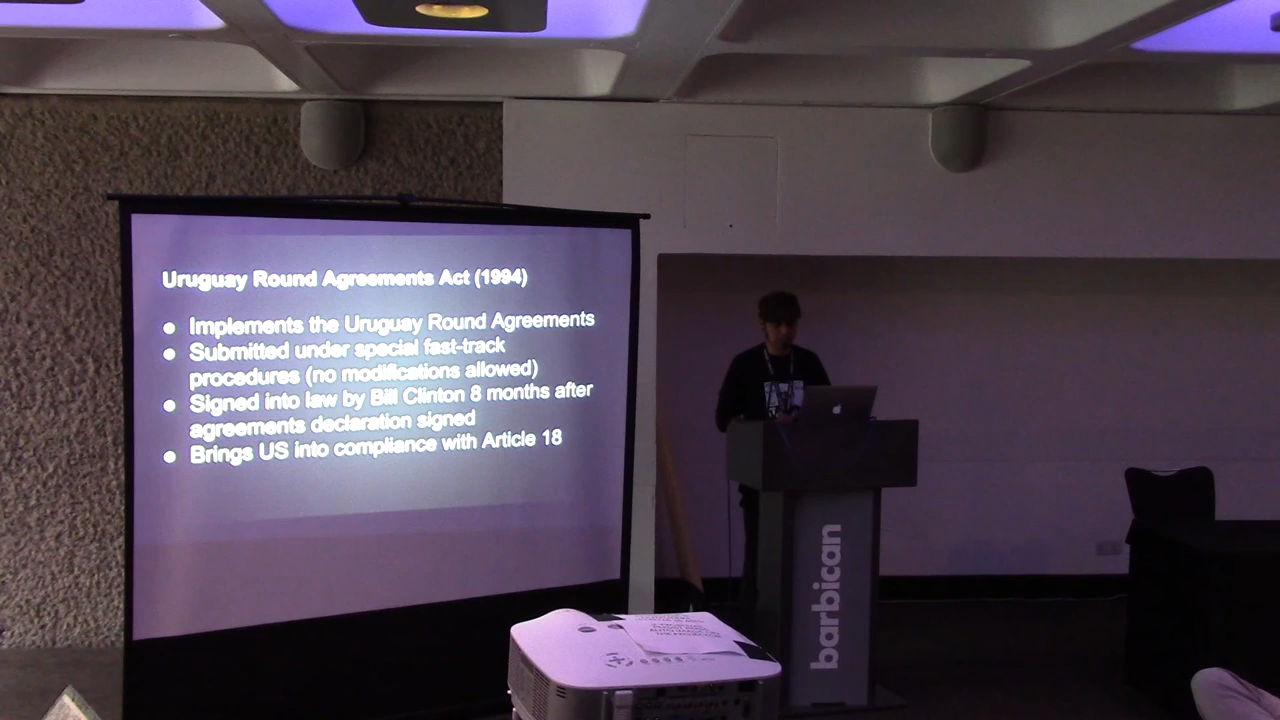 Uruguay Round Agreements Act (1994)
● Implements the Uruguay Round Agreements
● Submitted under special fast-track
procedures (no modifications allowed)
● Signed into law by Bill Clinton 8 months after
agreements declaration signed
● Brings US into compliance with Article 18
barbican